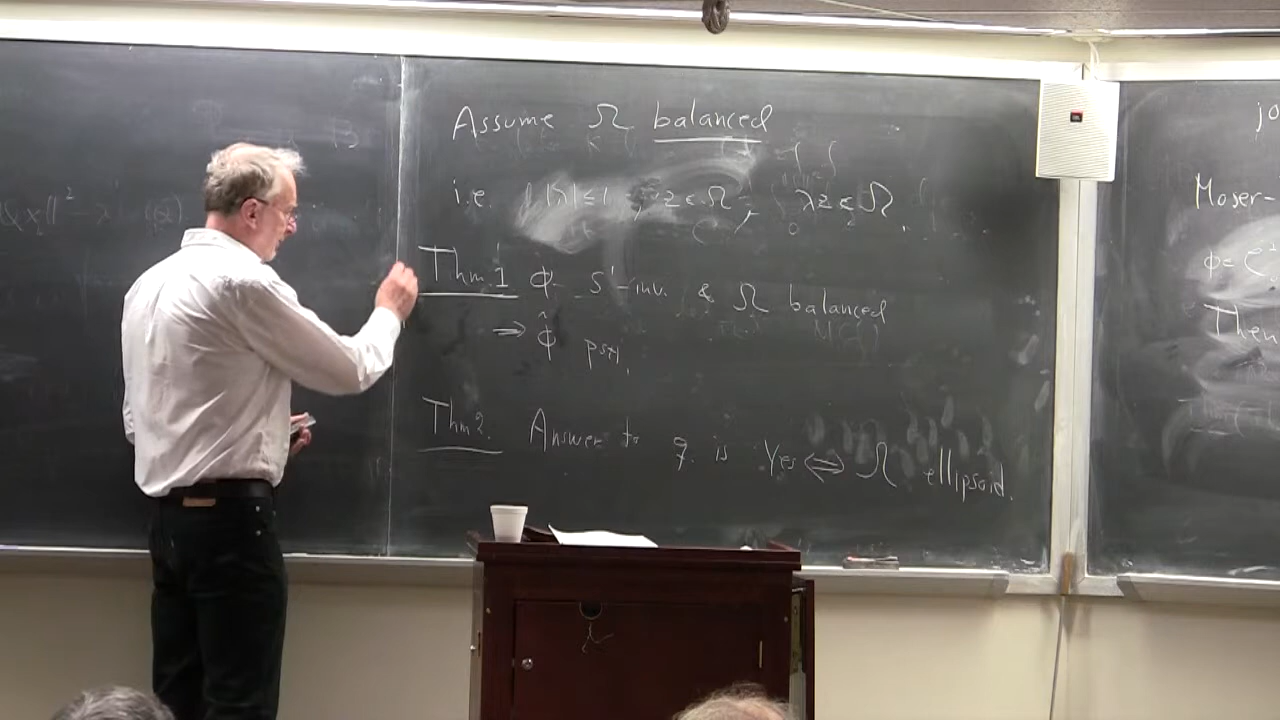 Assume Ω balanced
i.e. |λ| ≤ 1, z ∈ Ω, λz ∈ Ω.
Thm 1 ϕ S¹-inv. & Ω balanced
⇒ ϕ̂ psh.
Thm 2. Answer to q. is Yes ⇔ Ω ellipsoid.
Moser-
ϕ =
Then